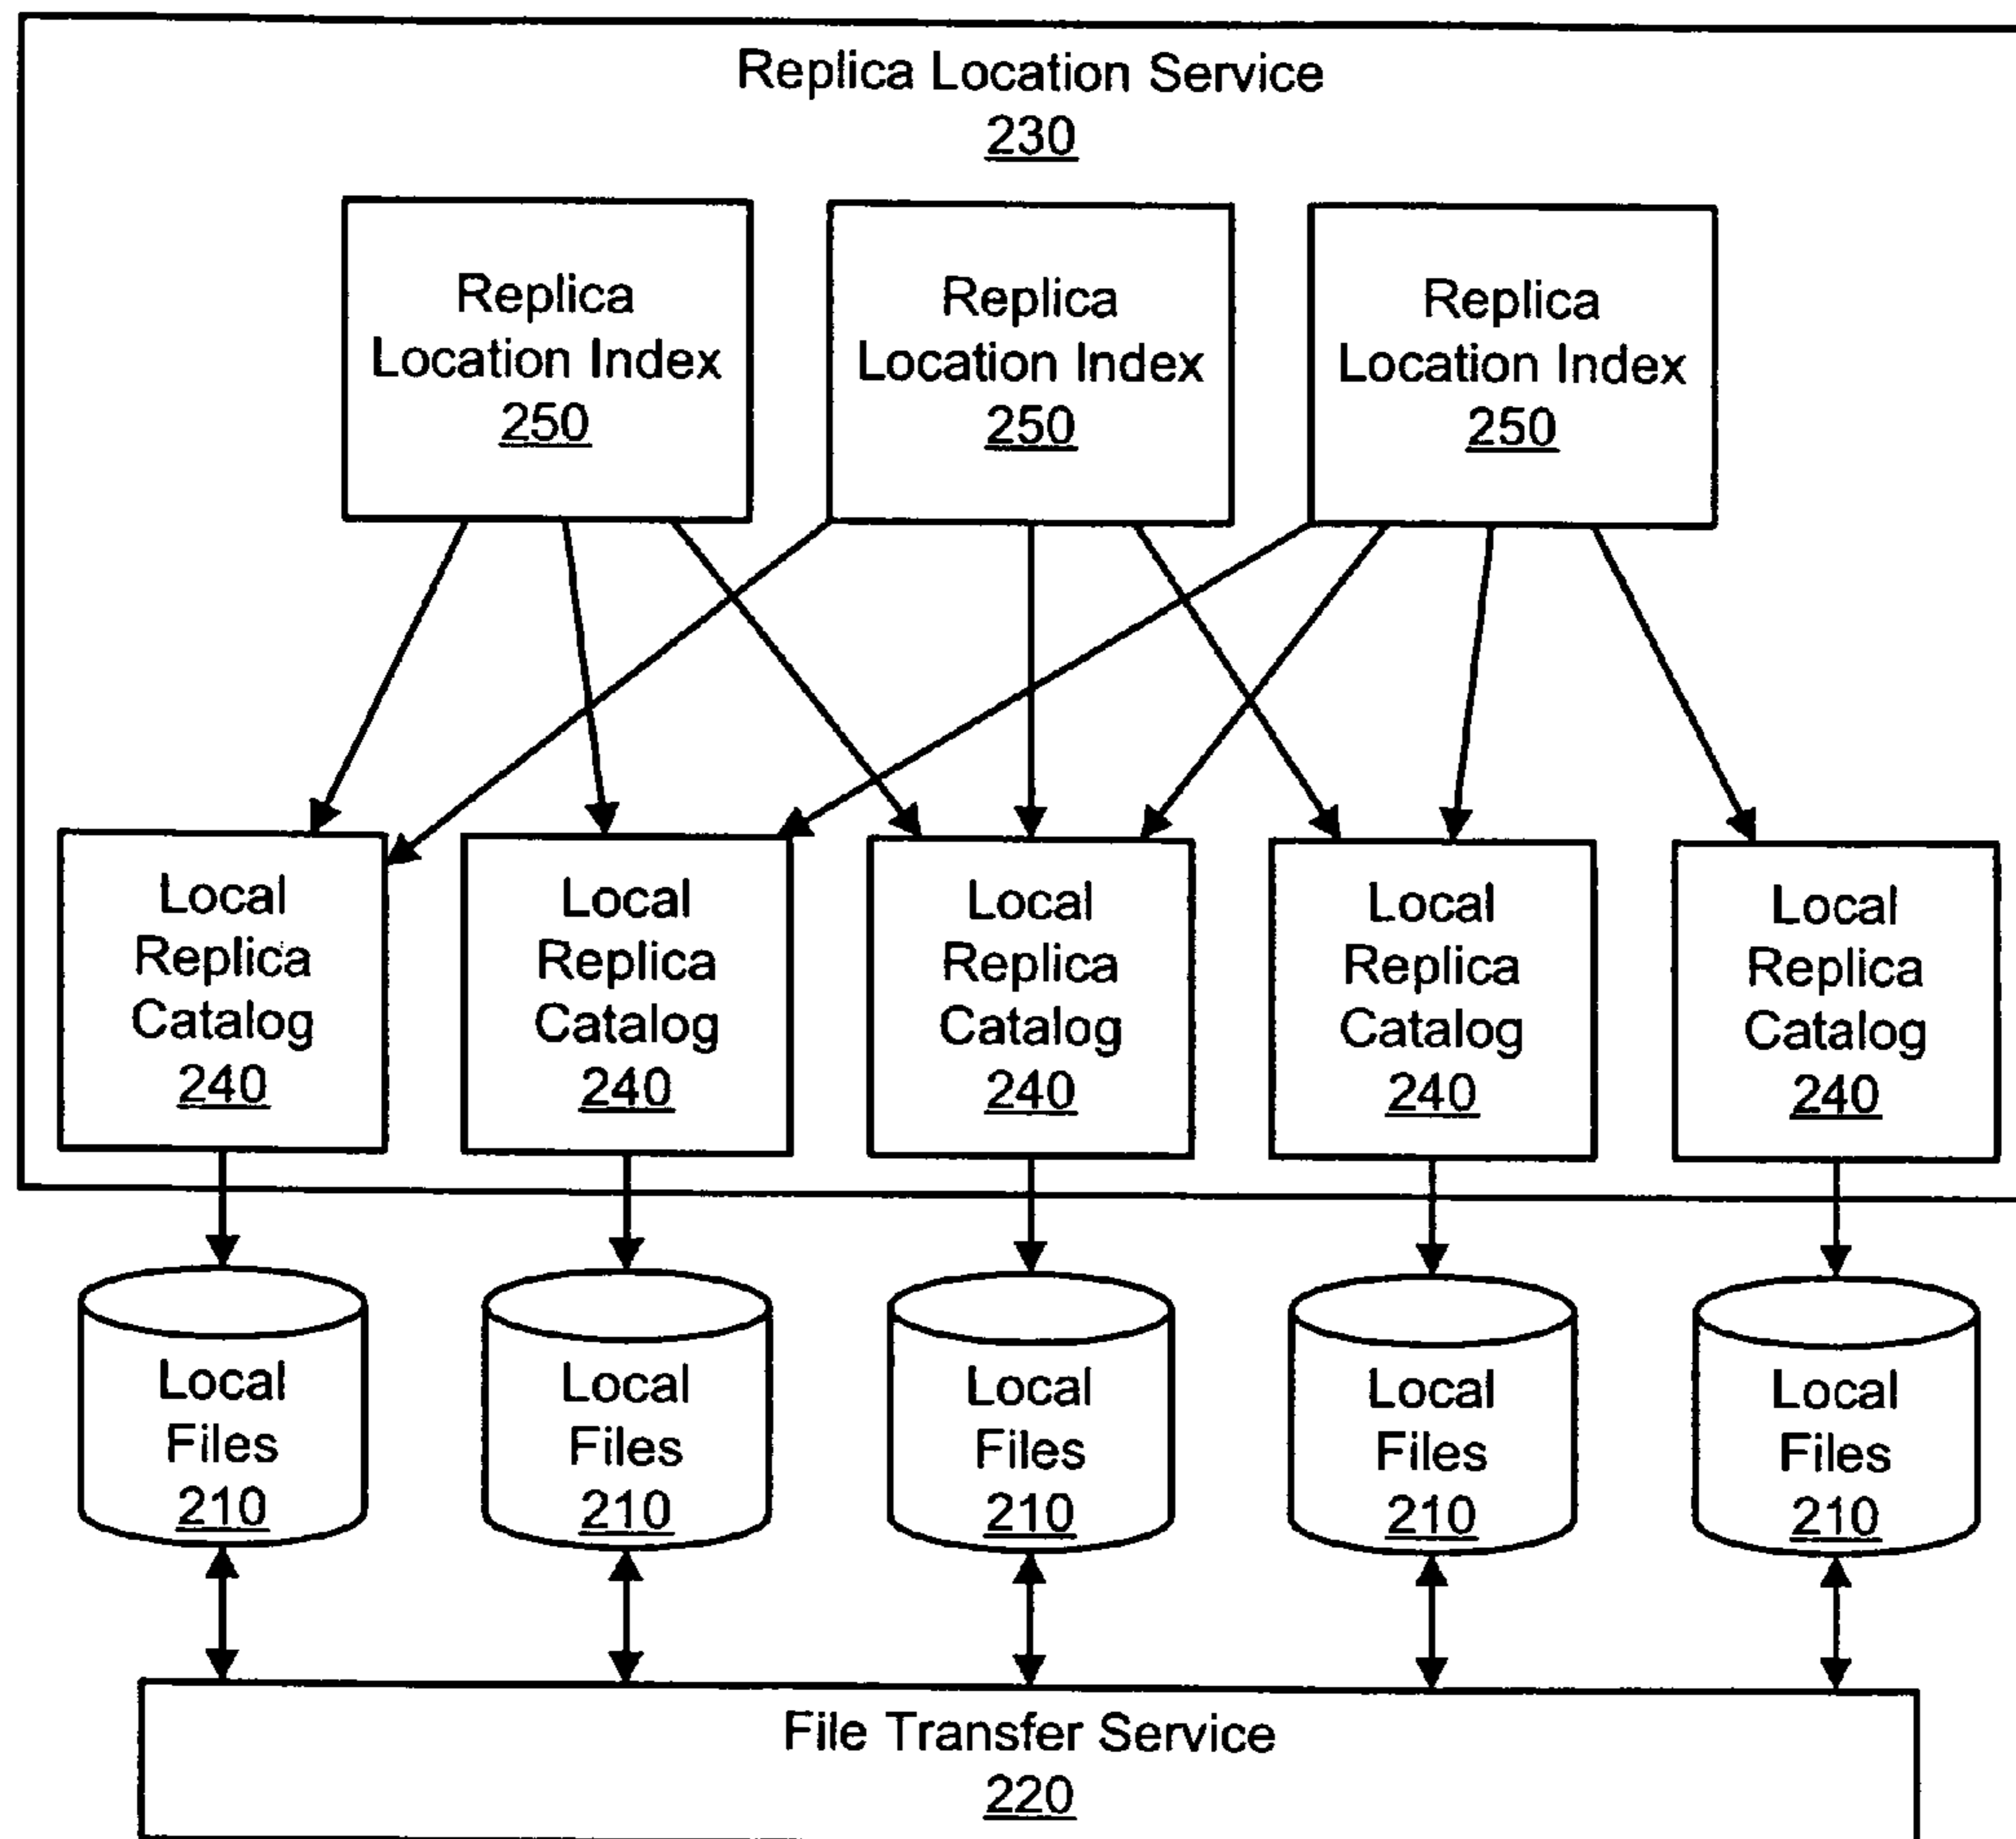 Replica Location Service
230
Replica
Location Index
250
Replica
Location Index
250
Replica
Location Index
250
Local
Replica
Catalog
240
Local
Replica
Catalog
240
Local
Replica
Catalog
240
Local
Replica
Catalog
240
Local
Replica
Catalog
240
Local
Files
210
Local
Files
210
Local
Files
210
Local
Files
210
Local
Files
210
File Transfer Service
220